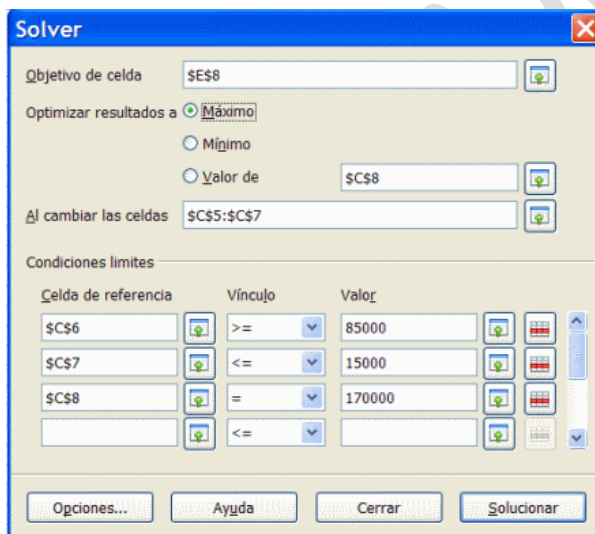 Solver
Objetivo de celda $E$8
Optimizar resultados a Máximo
Mínimo
Valor de $C$8
Al cambiar las celdas $C$5:$C$7
Condiciones limites
Celda de referencia Vínculo Valor
$C$6 >= 85000
$C$7 <= 15000
$C$8 = 170000
<=
Opciones... Ayuda Cerrar Solucionar